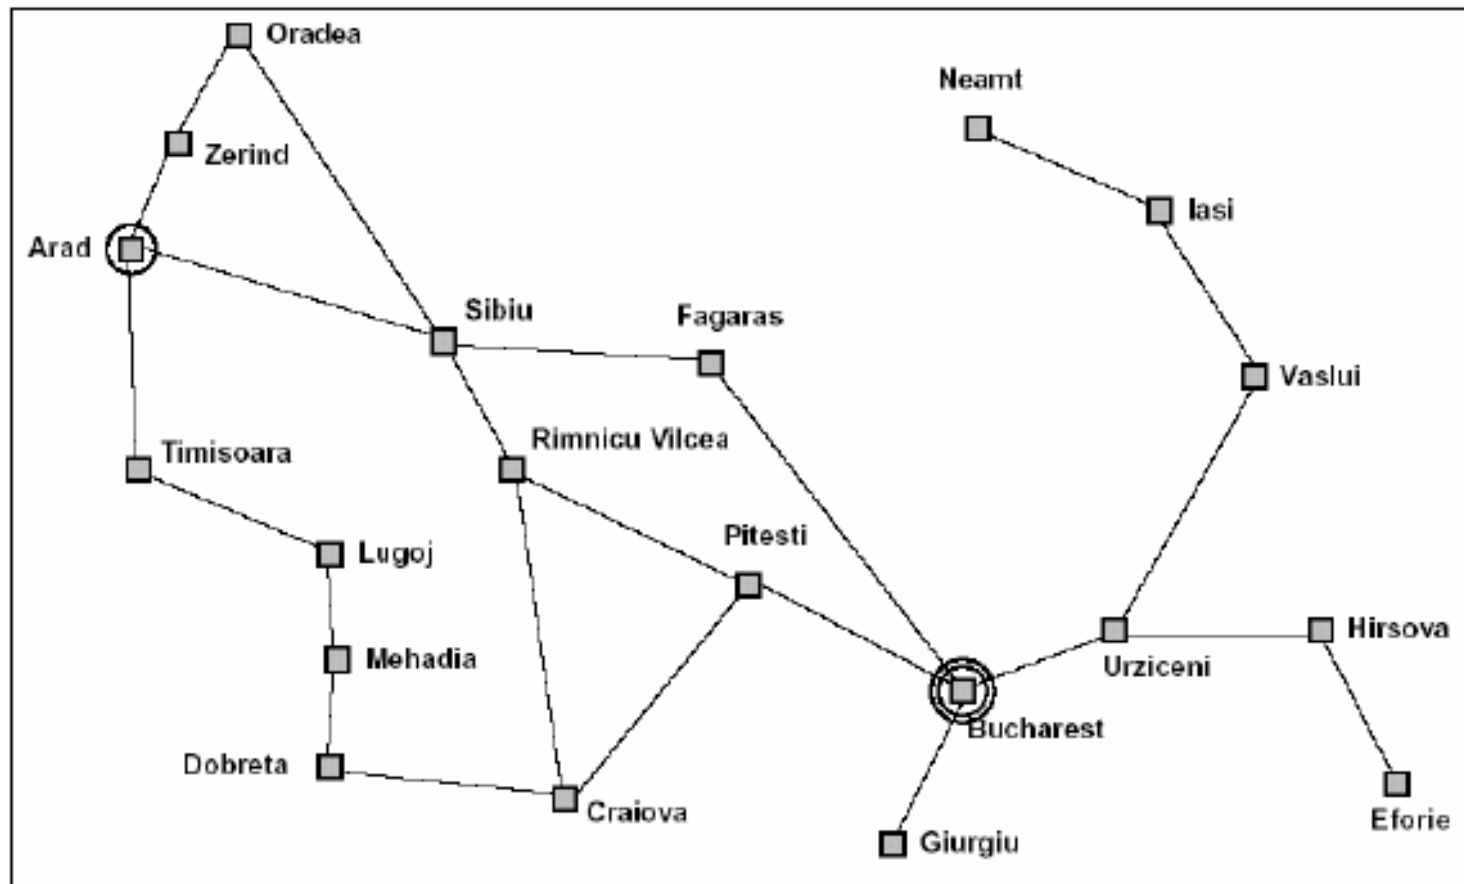 Oradea
Neamt
Zerind
Iasi
Arad
Sibiu
Fagaras
Vaslui
Rimnicu Vilcea
Timisoara
Pitesti
Lugoj
Hirsova
Mehadia
Urziceni
Bucharest
Dobreta
Craiova
Eforie
Giurgiu